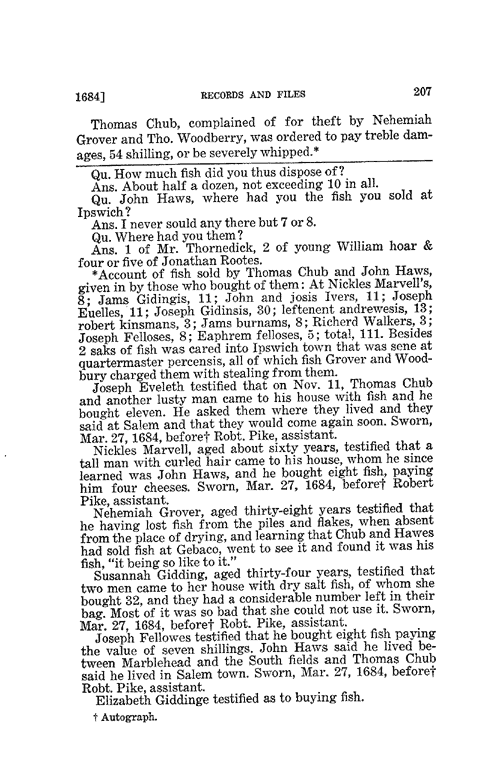 1684] RECORDS AND FILES 207
Thomas Chub, complained of for theft by Nehemiah
Grover and Tho. Woodberry, was ordered to pay treble dam-
ages, 54 shilling, or be severely whipped.*
Qu. How much fish did you thus dispose of?
Ans. About half a dozen, not exceeding 10 in all.
Qu. John Haws, where had you the fish you sold at
Ipswich?
Ans. I never sould any there but 7 or 8.
Qu. Where had you them?
Ans. 1 of Mr. Thornedick, 2 of young William hoar &
four or five of Jonathan Rootes.
*Account of fish sold by Thomas Chub and John Haws,
given in by those who bought of them: At Nickles Marvell's,
8; Jams Gidingis, 11; John and josis Ivers, 11; Joseph
Euelles, 11; Joseph Gidinsis, 30; leftenent andrewesis, 13;
robert kinsmans, 3; Jams burnams, 8; Richerd Walkers, 3;
Joseph Felloses, 8; Eaphrem felloses, 5; total, 111. Besides
2 saks of fish was cared into Ipswich town that was sene at
quartermaster percensis, all of which fish Grover and Wood-
bury charged them with stealing from them.
Joseph Eveleth testified that on Nov. 11, Thomas Chub
and another lusty man came to his house with fish and he
bought eleven. He asked them where they lived and they
said at Salem and that they would come again soon. Sworn,
Mar. 27, 1684, before† Robt. Pike, assistant.
Nickles Marvell, aged about sixty years, testified that a
tall man with curled hair came to his house, whom he since
learned was John Haws, and he bought eight fish, paying
him four cheeses. Sworn, Mar. 27, 1684, before† Robert
Pike, assistant.
Nehemiah Grover, aged thirty-eight years testified that
he having lost fish from the piles and flakes, when absent
from the place of drying, and learning that Chub and Hawes
had sold fish at Gebaco, went to see it and found it was his
fish, "it being so like to it."
Susannah Gidding, aged thirty-four years, testified that
two men came to her house with dry salt fish, of whom she
bought 32, and they had a considerable number left in their
bag. Most of it was so bad that she could not use it. Sworn,
Mar. 27, 1684, before† Robt. Pike, assistant.
Joseph Fellowes testified that he bought eight fish paying
the value of seven shillings. John Haws said he lived be-
tween Marblehead and the South fields and Thomas Chub
said he lived in Salem town. Sworn, Mar. 27, 1684, before†
Robt. Pike, assistant.
Elizabeth Giddinge testified as to buying fish.
† Autograph.